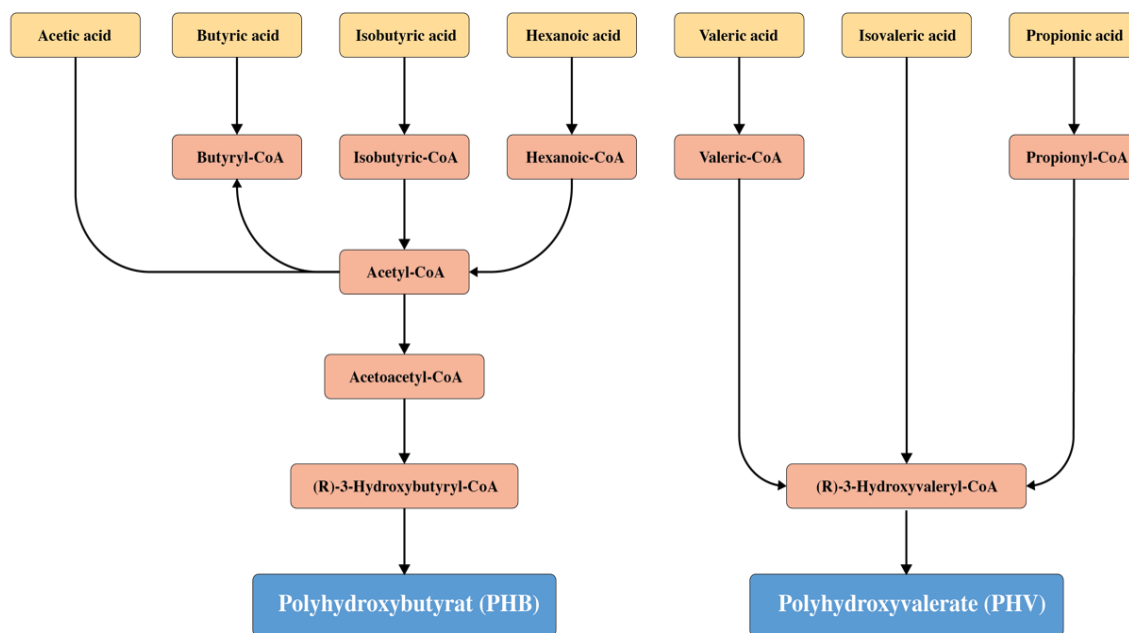 Acetic acid
Butyric acid
Isobutyric acid
Hexanoic acid
Valeric acid
Isovaleric acid
Propionic acid
Butyryl-CoA
Isobutyric-CoA
Hexanoic-CoA
Valeric-CoA
Propionyl-CoA
Acetyl-CoA
Acetoacetyl-CoA
(R)-3-Hydroxybutyryl-CoA
(R)-3-Hydroxyvaleryl-CoA
Polyhydroxybutyrat (PHB)
Polyhydroxyvalerate (PHV)